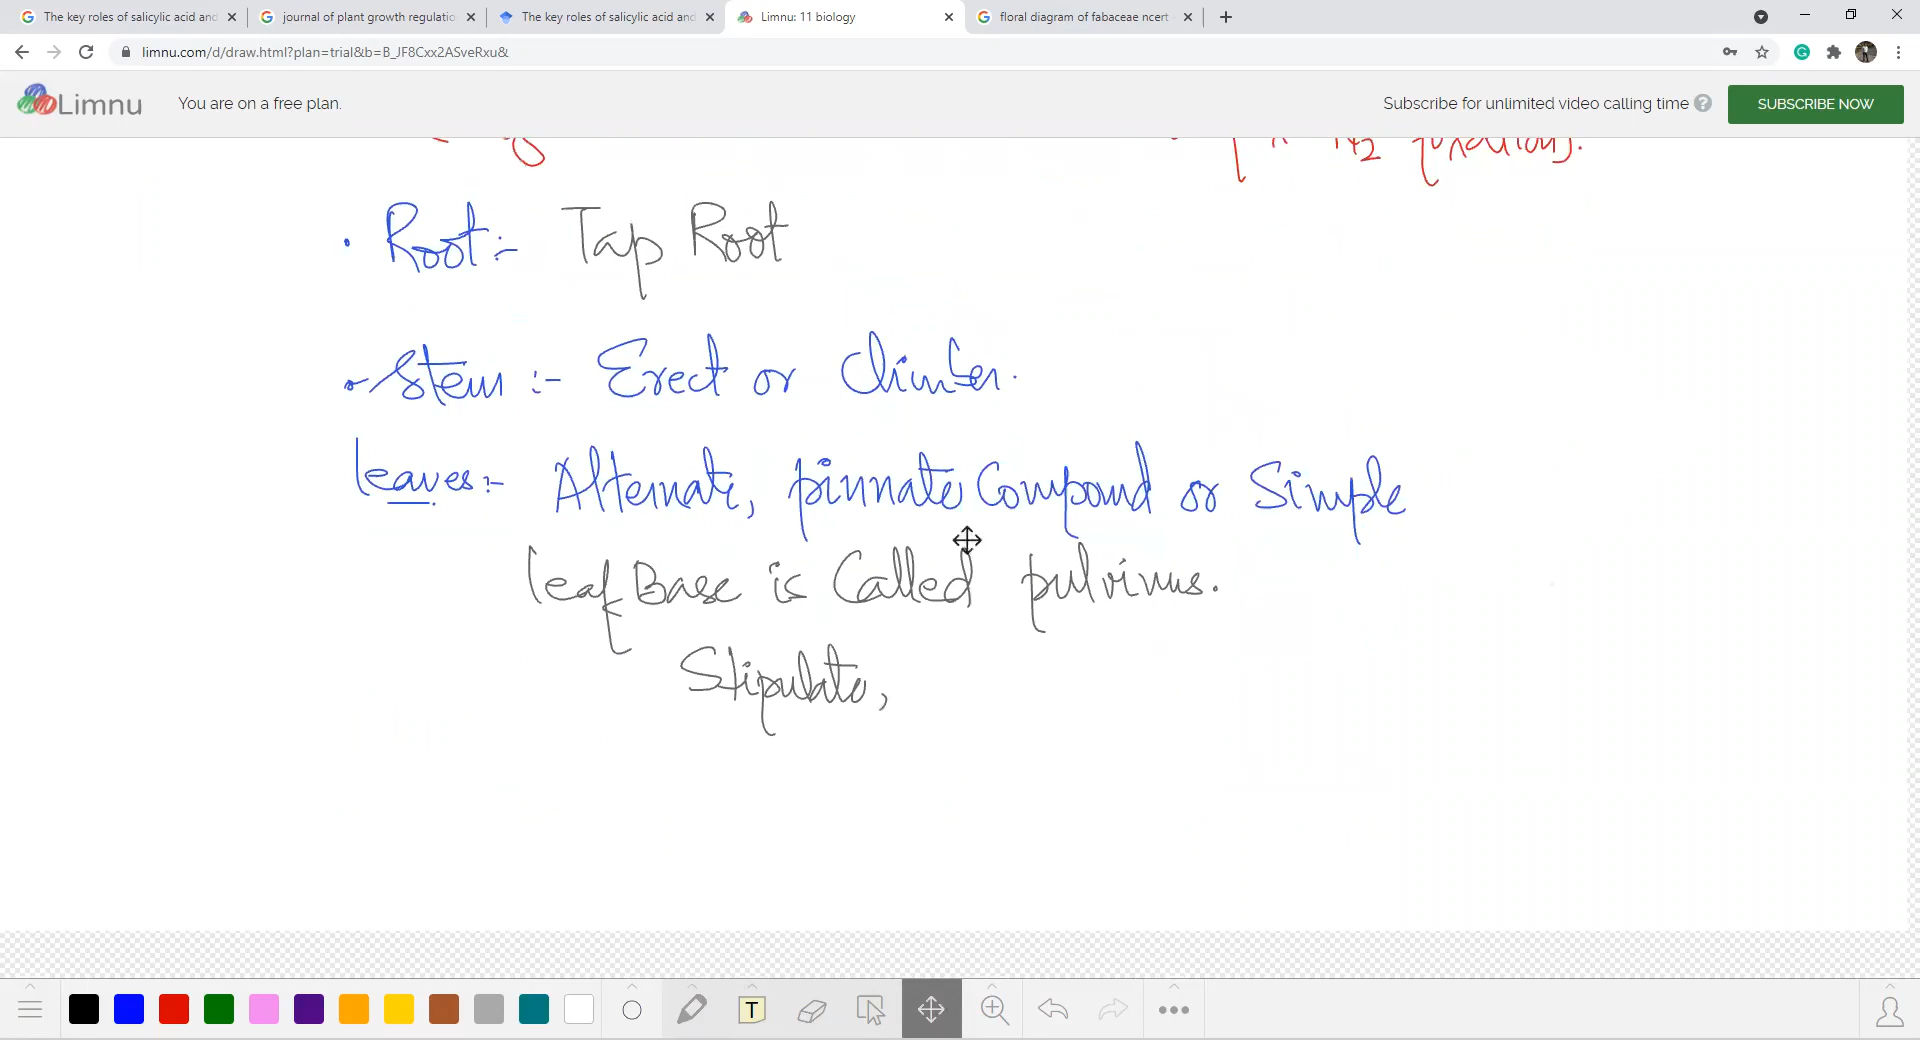 The key roles of salicylic acid and
journal of plant growth regulatio
The key roles of salicylic acid and
Limnu: 11 biology
floral diagram of fabaceae ncert
limnu.com/d/draw.html?plan=trial&b=B_JF8Cxx2ASveRxu&
Limnu You are on a free plan. Subscribe for unlimited video calling time ? SUBSCRIBE NOW
N2 fixation).
• Root:- Tap Root
• Stem :- Erect or Climber.
leaves:- Alternate, pinnate Compound or Simple
leaf Base is Called pulvinus.
Stipulate,
T